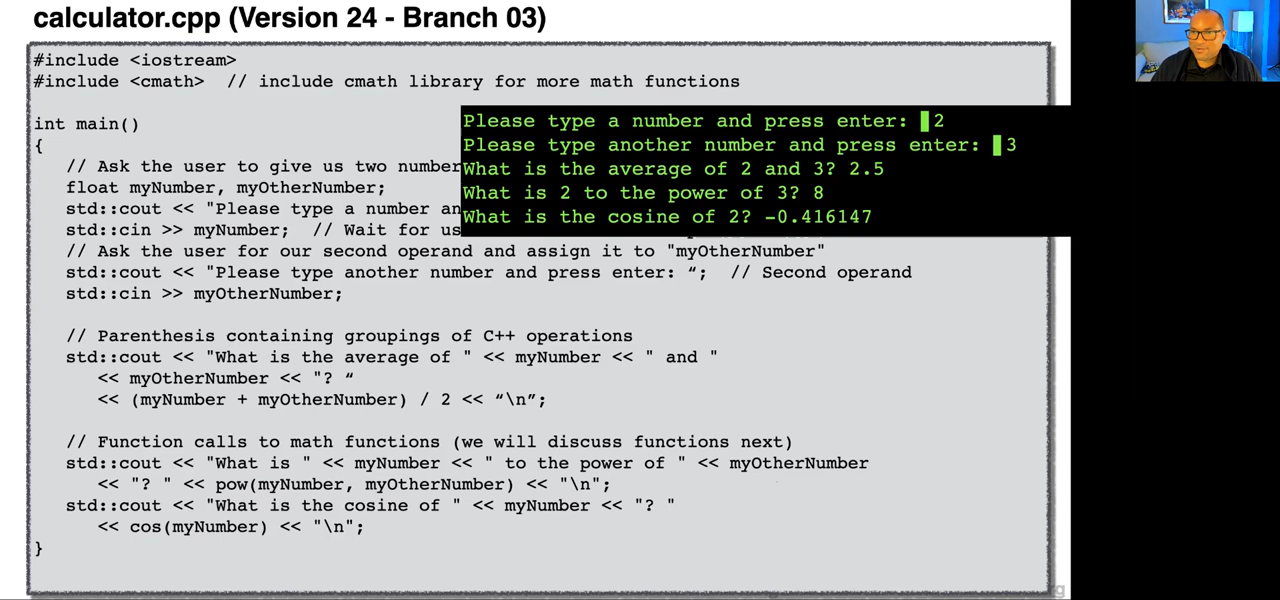 calculator.cpp (Version 24 - Branch 03)
#include <iostream>
#include <cmath>  // include cmath library for more math functions
int main()
{
// Ask the user to give us two number
float myNumber, myOtherNumber;
std::cout << "Please type a number an
std::cin >> myNumber;  // Wait for us
// Ask the user for our second operand and assign it to "myOtherNumber"
std::cout << "Please type another number and press enter: “;  // Second operand
std::cin >> myOtherNumber;
// Parenthesis containing groupings of C++ operations
std::cout << "What is the average of " << myNumber << " and "
<< myOtherNumber << "? “
<< (myNumber + myOtherNumber) / 2 << “\n”;
// Function calls to math functions (we will discuss functions next)
std::cout << "What is " << myNumber << " to the power of " << myOtherNumber
<< "? " << pow(myNumber, myOtherNumber) << "\n";
std::cout << "What is the cosine of " << myNumber << "? "
<< cos(myNumber) << "\n";
}
Please type a number and press enter: 2
Please type another number and press enter: 3
What is the average of 2 and 3? 2.5
What is 2 to the power of 3? 8
What is the cosine of 2? -0.416147